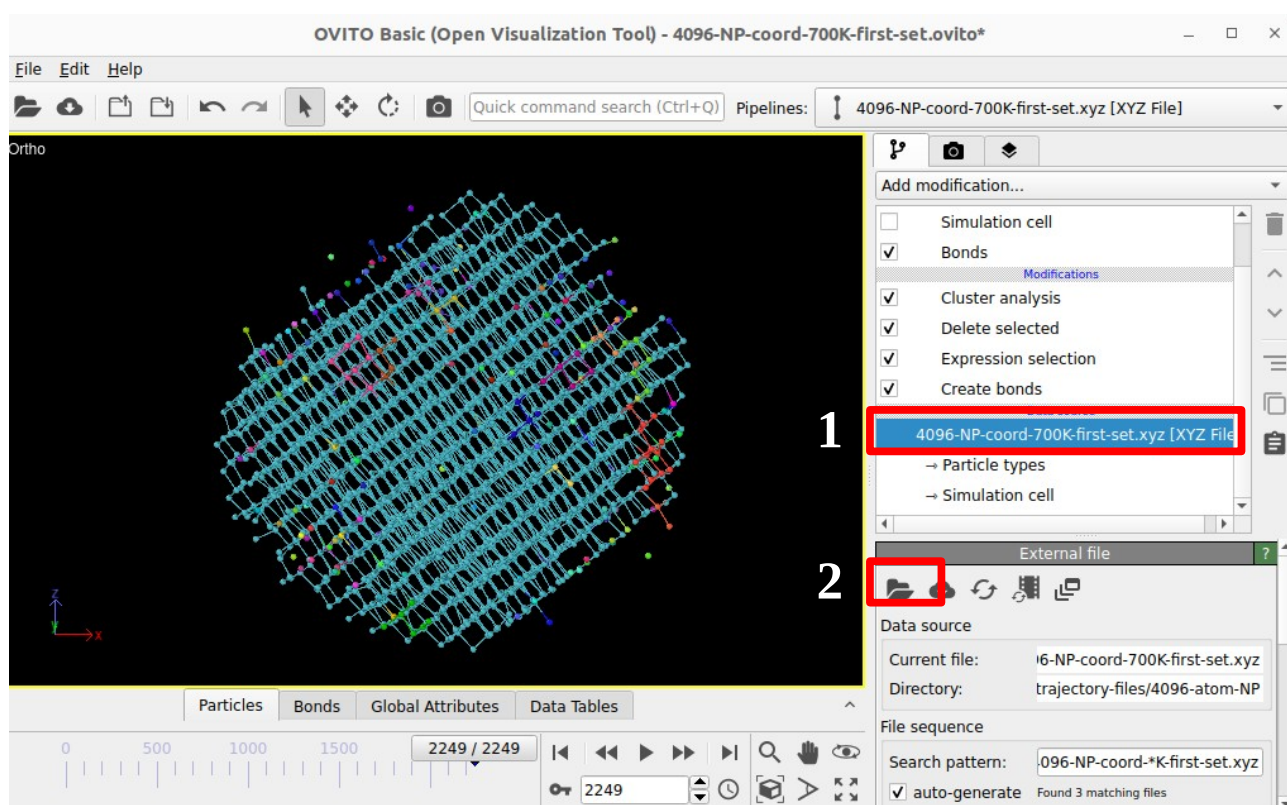 OVITO Basic (Open Visualization Tool) - 4096-NP-coord-700K-first-set.ovito*
File Edit Help
Quick command search (Ctrl+Q) Pipelines: 4096-NP-coord-700K-first-set.xyz [XYZ File]
Ortho
Add modification...
Simulation cell
Bonds
Modifications
Cluster analysis
Delete selected
Expression selection
Create bonds
1
4096-NP-coord-700K-first-set.xyz [XYZ File
→ Particle types
→ Simulation cell
External file ?
2
z
x
Data source
Current file: )6-NP-coord-700K-first-set.xyz
Directory: trajectory-files/4096-atom-NP
Particles Bonds Global Attributes Data Tables
File sequence
0 500 1000 1500 2249 / 2249
Search pattern: .096-NP-coord-*K-first-set.xyz
2249
auto-generate Found 3 matching files